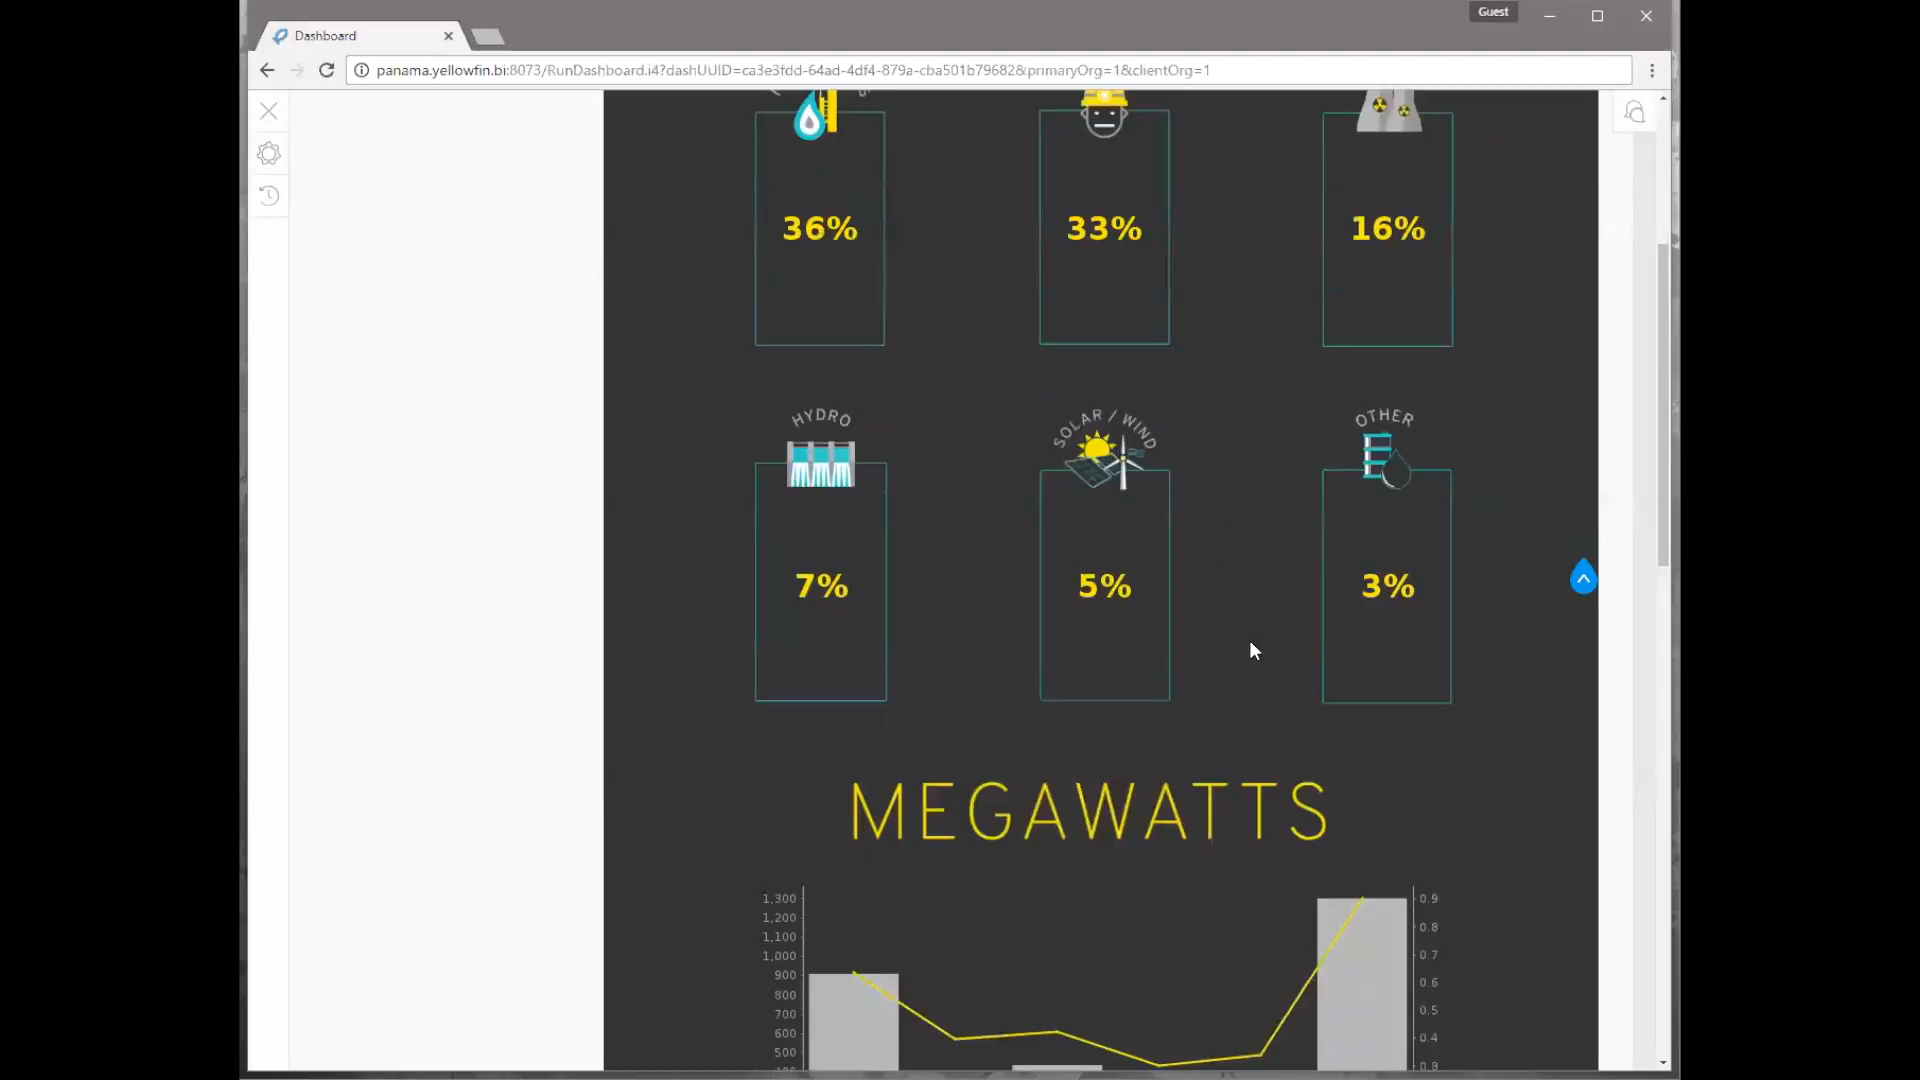 Guest
Dashboard
panama.yellowfin.bi:8073/RunDashboard.i4?dashUUID=ca3e3fdd-64ad-4df4-879a-cba501b79682&primaryOrg=1&clientOrg=1
36% 33% 16%
HYDRO SOLAR / WIND OTHER
7% 5% 3%
MEGAWATTS
1,300 0.9
1,200 0.8
1,100
1,000 0.7
900 0.6
800
700 0.5
600 0.4
500 0.3